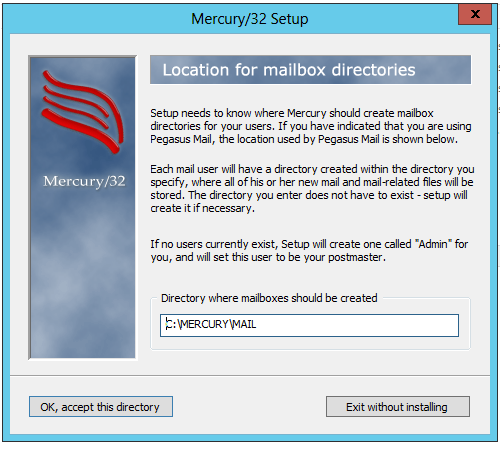 Mercury/32 Setup
x
Location for mailbox directories
Mercury/32
Setup needs to know where Mercury should create mailbox
directories for your users. If you have indicated that you are using
Pegasus Mail, the location used by Pegasus Mail is shown below.
Each mail user will have a directory created within the directory you
specify, where all of his or her new mail and mail-related files will be
stored. The directory you enter does not have to exist - setup will
create it if necessary.
If no users currently exist, Setup will create one called "Admin" for
you, and will set this user to be your postmaster.
Directory where mailboxes should be created
C:\MERCURY\MAIL
OK, accept this directory
Exit without installing